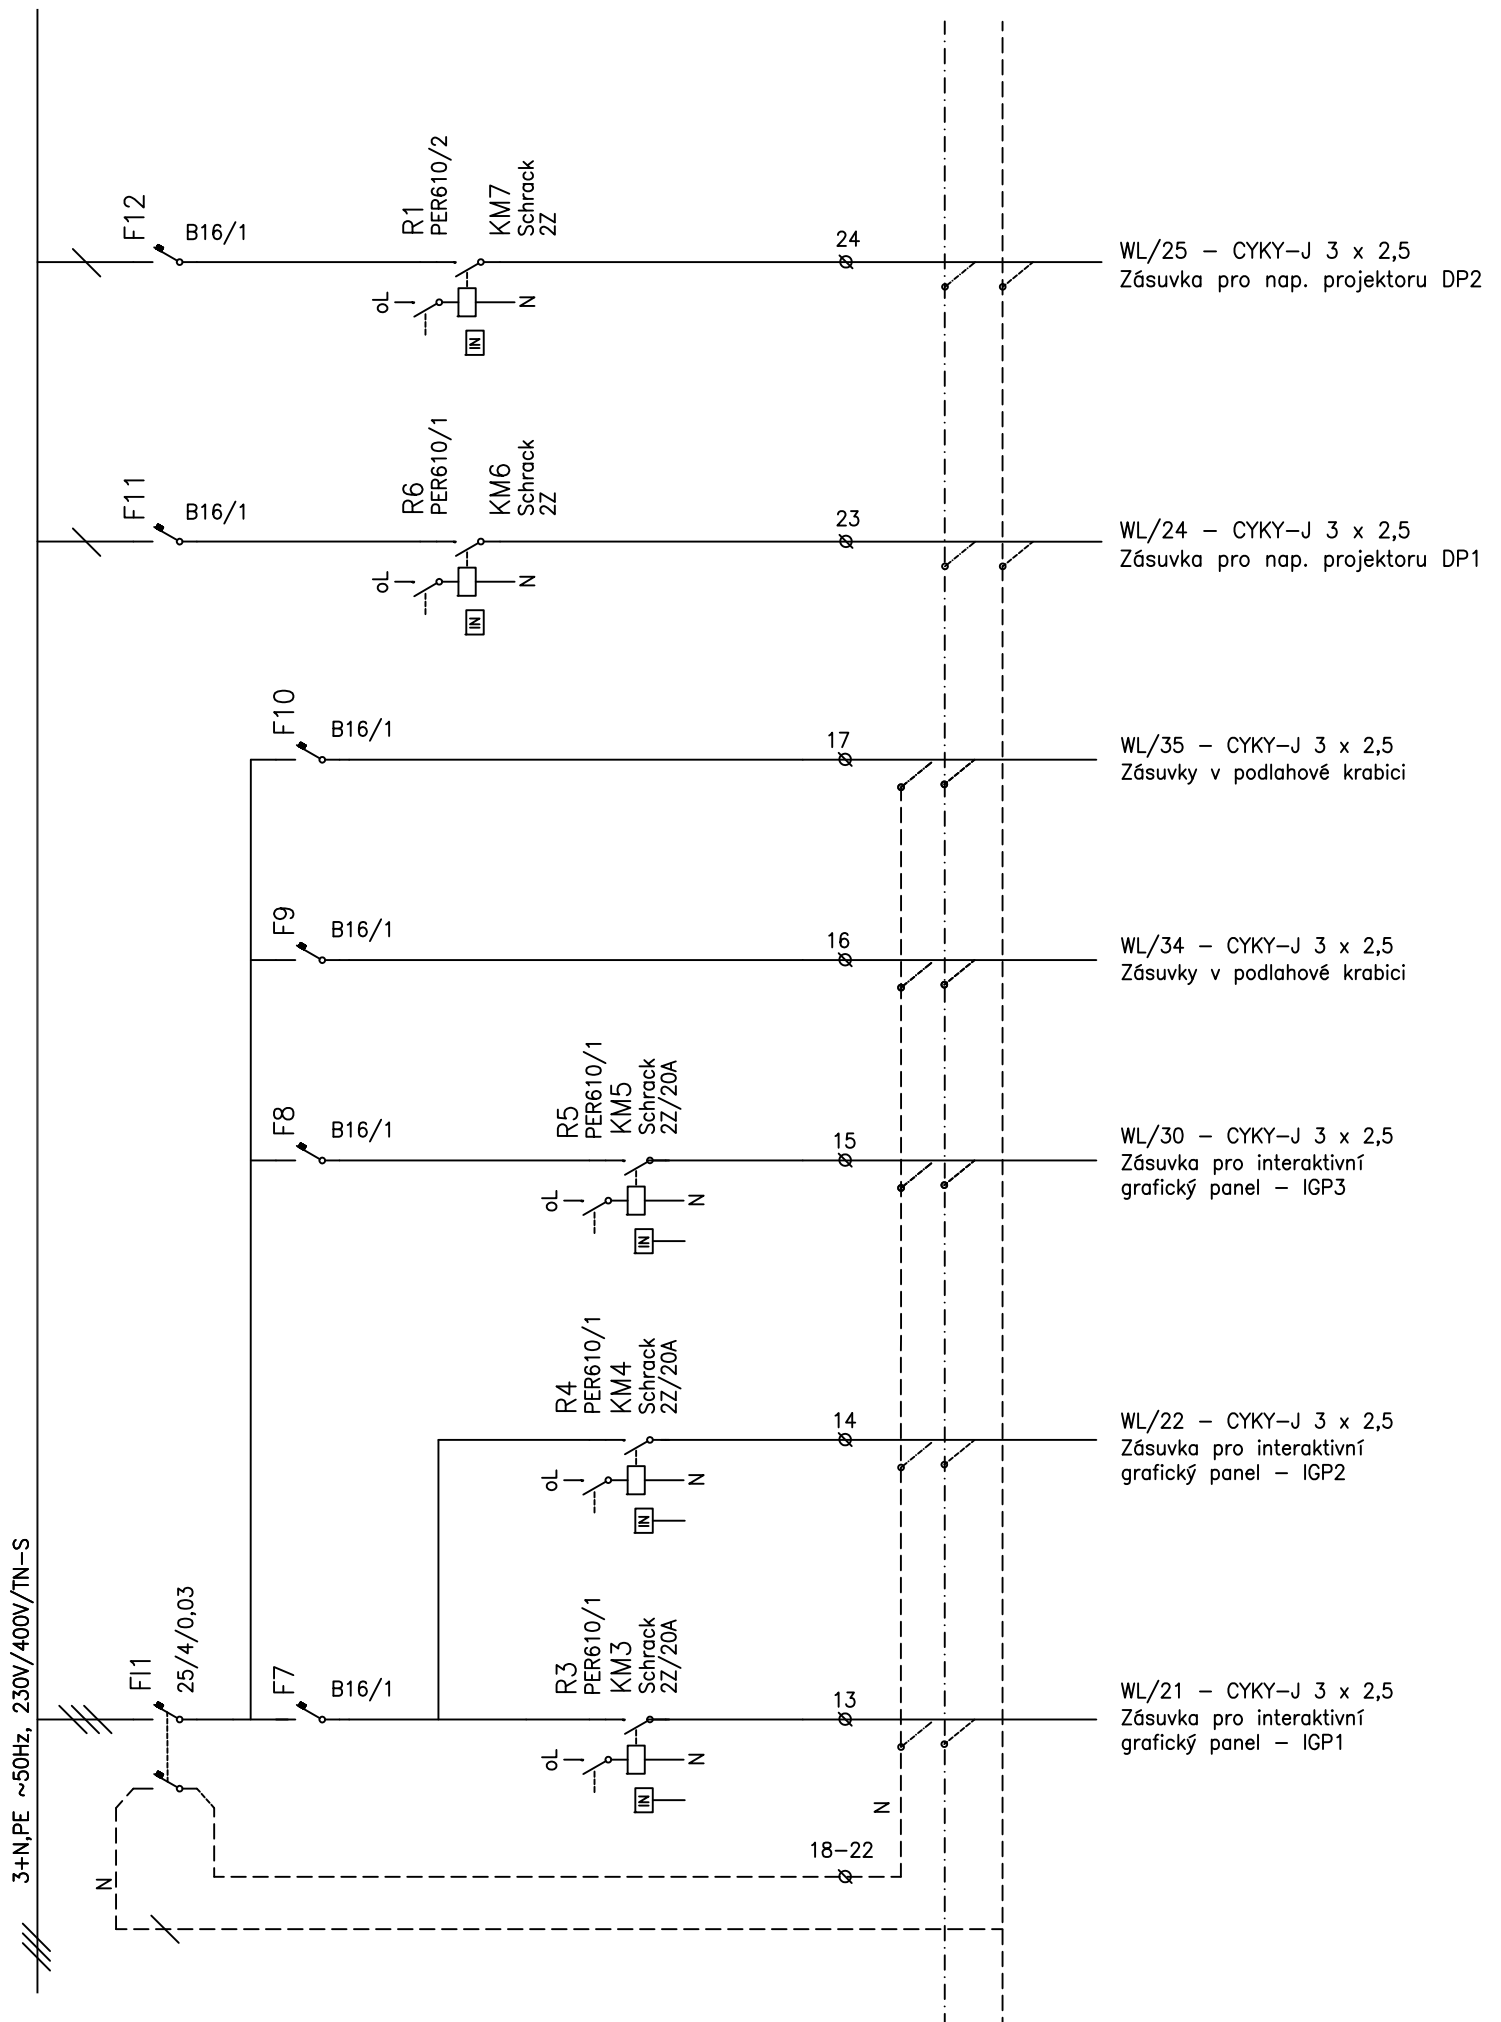 F12
B16/1
R1
PER610/2
KM7
Schrack
2Z
oL
N
IN
24
WL/25 – CYKY–J 3 x 2,5
Zásuvka pro nap. projektoru DP2
F11
B16/1
R6
PER610/1
KM6
Schrack
2Z
oL
N
IN
23
WL/24 – CYKY–J 3 x 2,5
Zásuvka pro nap. projektoru DP1
F10
B16/1
17
WL/35 – CYKY–J 3 x 2,5
Zásuvky v podlahové krabici
F9
B16/1
16
WL/34 – CYKY–J 3 x 2,5
Zásuvky v podlahové krabici
F8
B16/1
R5
PER610/1
KM5
Schrack
2Z/20A
oL
N
IN
15
WL/30 – CYKY–J 3 x 2,5
Zásuvka pro interaktivní
grafický panel – IGP3
R4
PER610/1
KM4
Schrack
2Z/20A
oL
N
IN
14
WL/22 – CYKY–J 3 x 2,5
Zásuvka pro interaktivní
grafický panel – IGP2
3+N,PE ~50Hz, 230V/400V/TN–S
FI1
25/4/0,03
F7
B16/1
R3
PER610/1
KM3
Schrack
2Z/20A
oL
N
IN
13
WL/21 – CYKY–J 3 x 2,5
Zásuvka pro interaktivní
grafický panel – IGP1
N
18–22
N